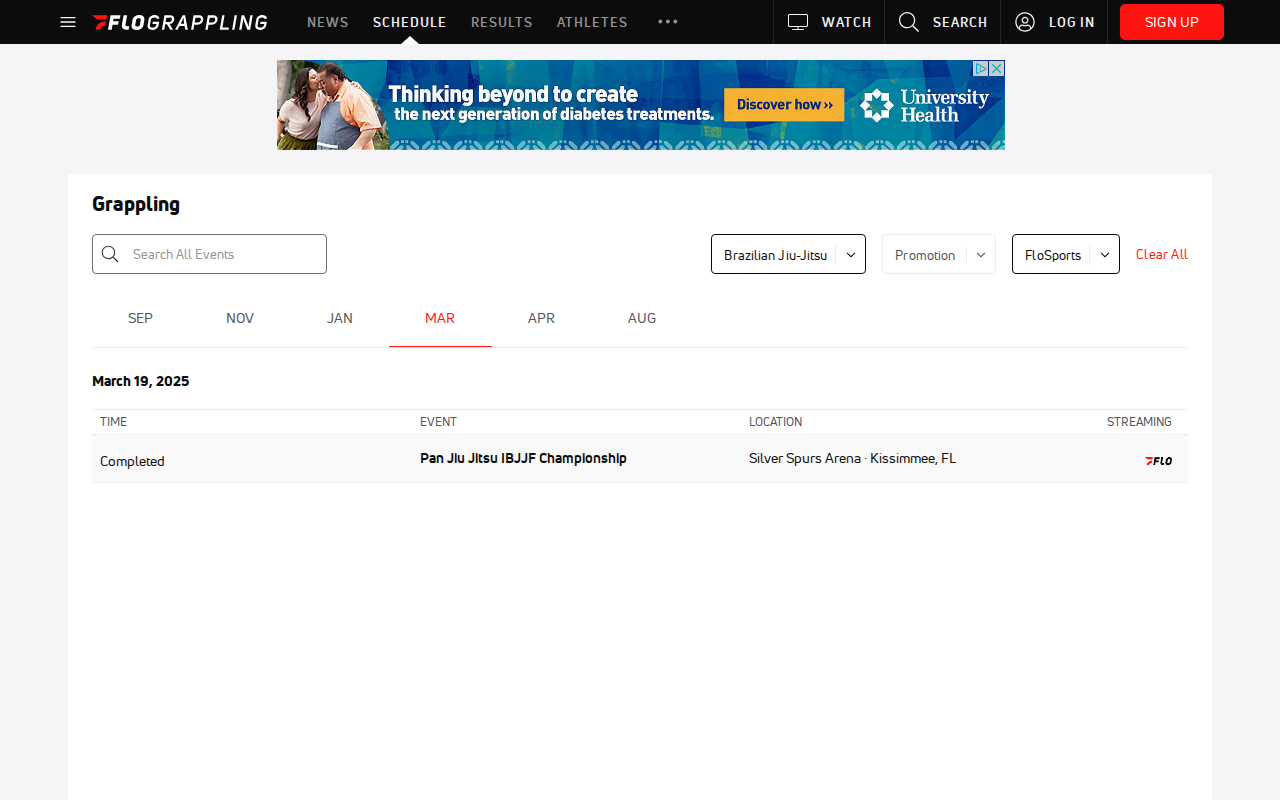 FLOGRAPPLING NEWS SCHEDULE RESULTS ATHLETES WATCH SEARCH LOG IN SIGN UP
Thinking beyond to create
the next generation of diabetes treatments.
Discover how ››
University
Health
Grappling
Search All Events
Brazilian Jiu-Jitsu
Promotion
FloSports
Clear All
SEP NOV JAN MAR APR AUG
March 19, 2025
TIME EVENT LOCATION STREAMING
Completed Pan Jiu Jitsu IBJJF Championship Silver Spurs Arena · Kissimmee, FL FLO